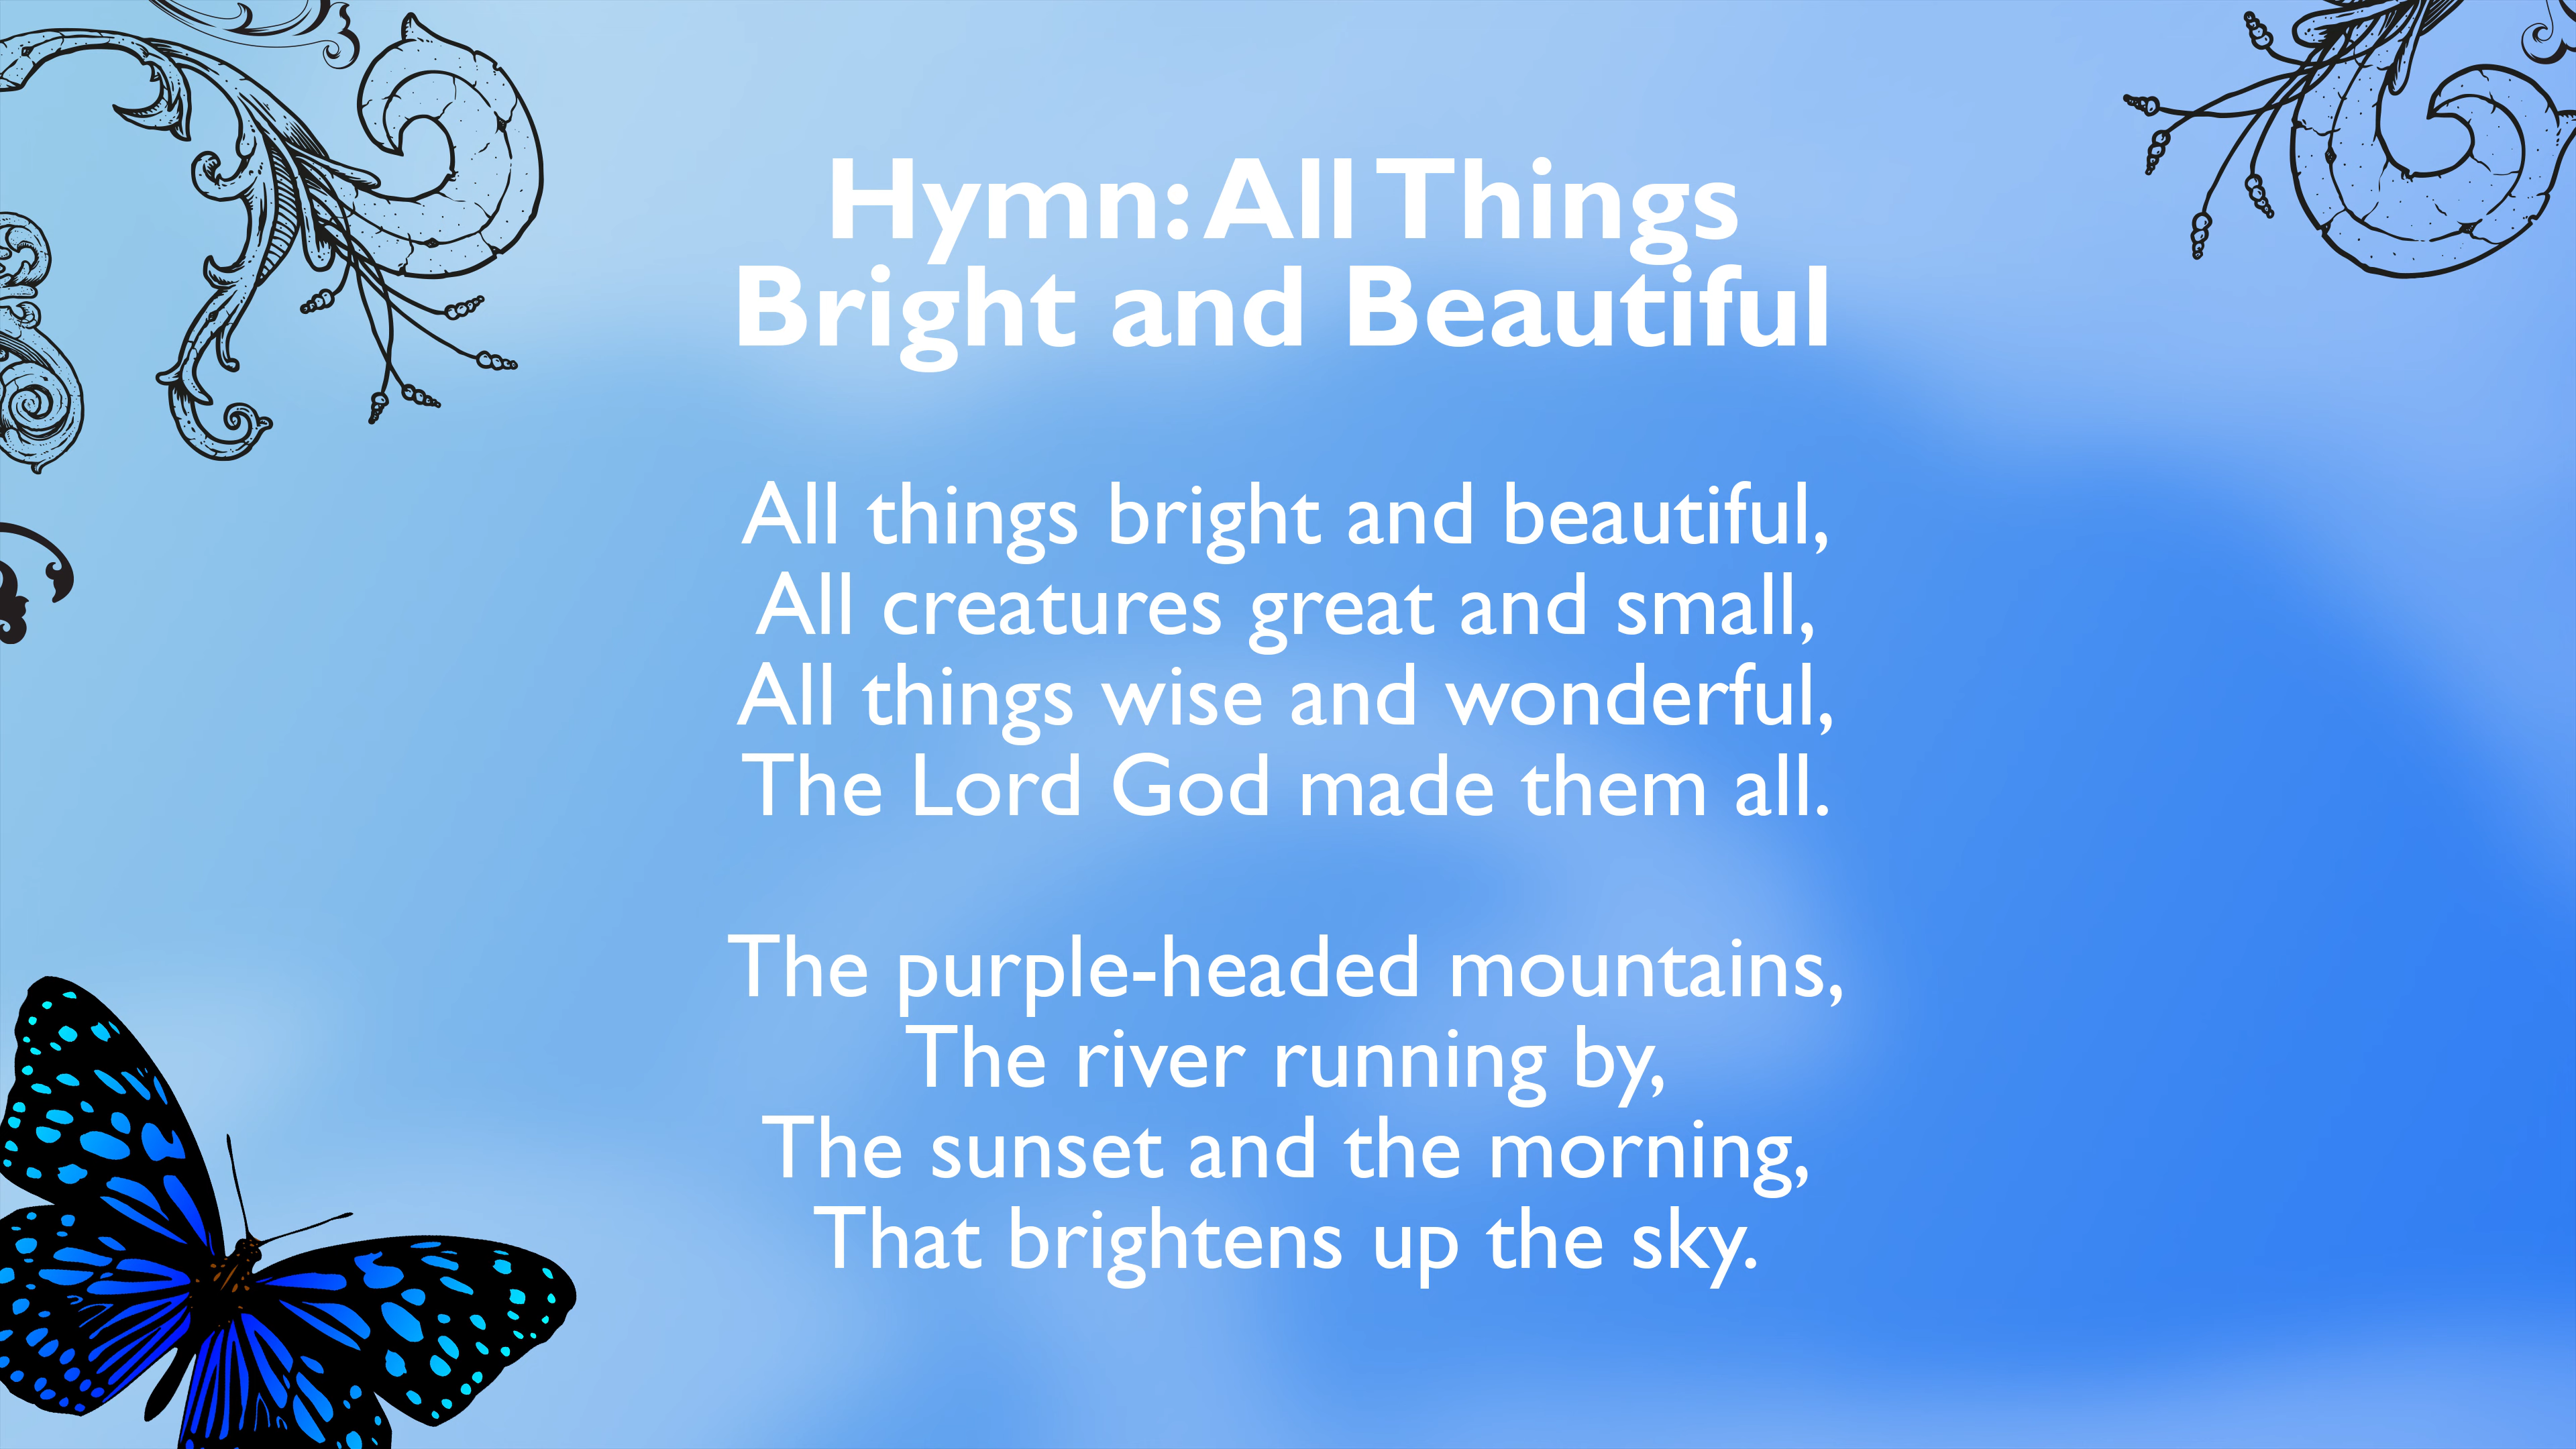 Hymn: All Things
Bright and Beautiful
All things bright and beautiful,
All creatures great and small,
All things wise and wonderful,
The Lord God made them all.
The purple-headed mountains,
The river running by,
The sunset and the morning,
That brightens up the sky.